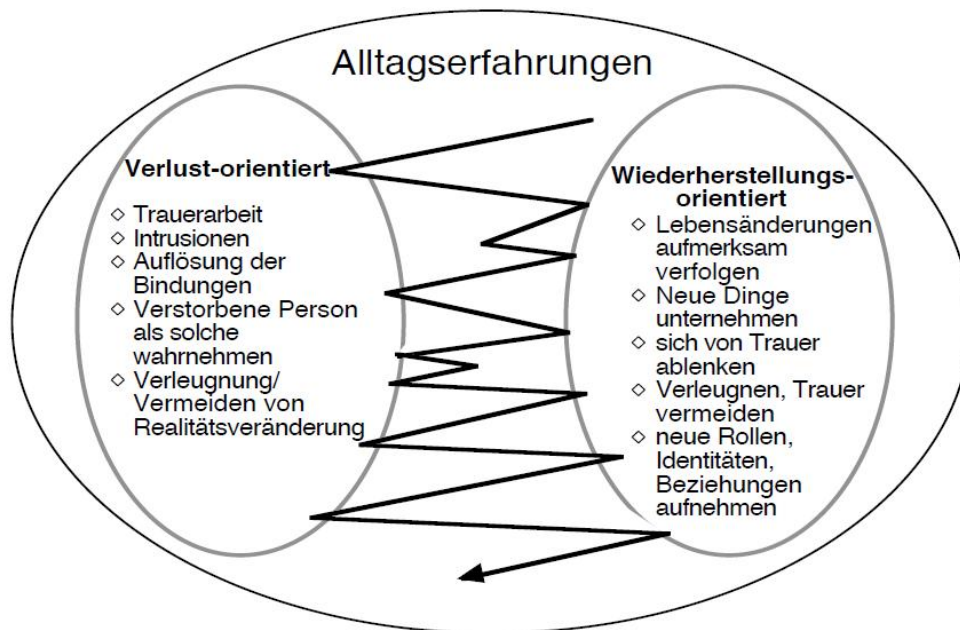 Alltagserfahrungen
Verlust-orientiert
◇ Trauerarbeit
◇ Intrusionen
◇ Auflösung der
Bindungen
◇ Verstorbene Person
als solche
wahrnehmen
◇ Verleugnung/
Vermeiden von
Realitätsveränderung
Wiederherstellungs-
orientiert
◇ Lebensänderungen
aufmerksam
verfolgen
◇ Neue Dinge
unternehmen
◇ sich von Trauer
ablenken
◇ Verleugnen, Trauer
vermeiden
◇ neue Rollen,
Identitäten,
Beziehungen
aufnehmen